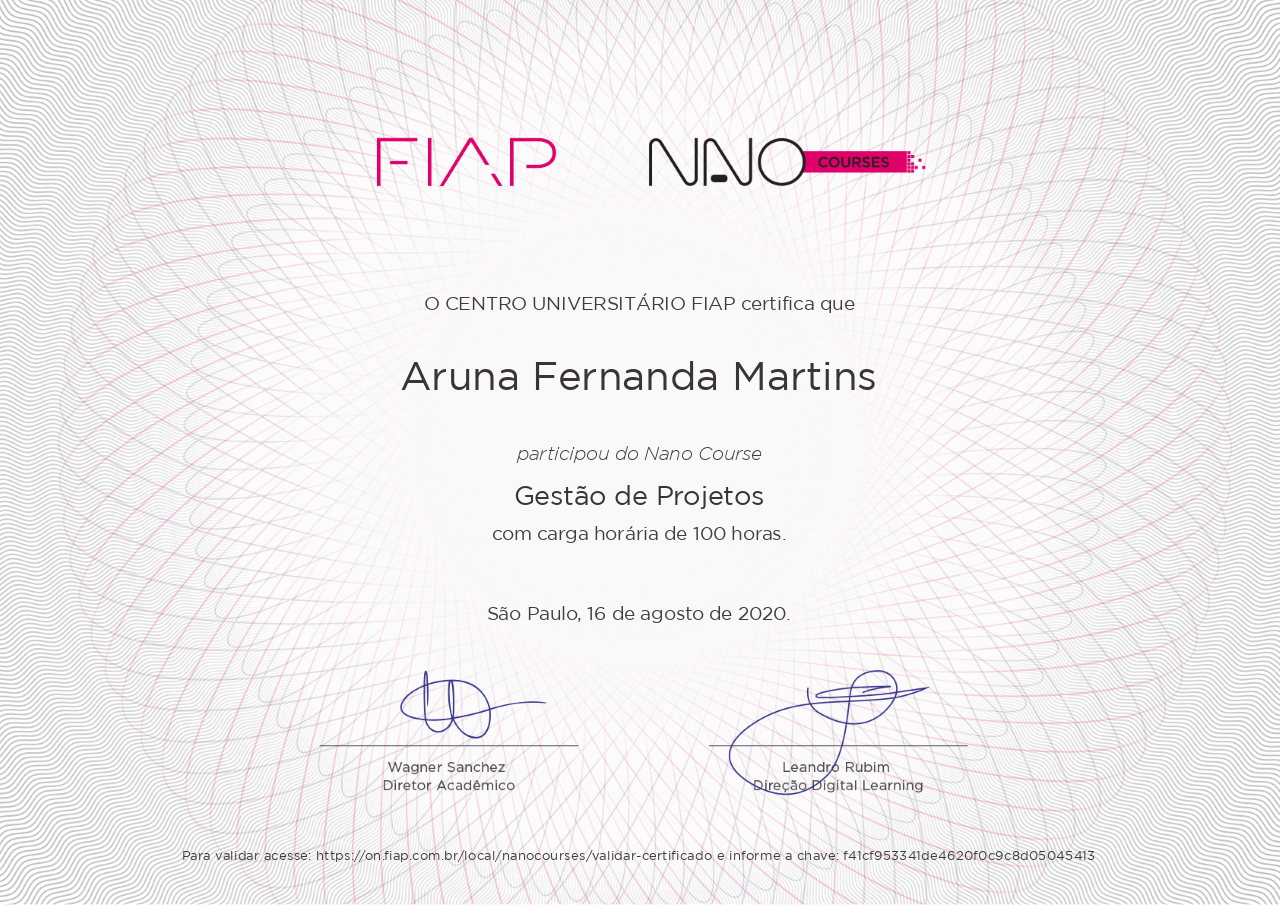 FIAP NANO COURSES
O CENTRO UNIVERSITÁRIO FIAP certifica que
Aruna Fernanda Martins
participou do Nano Course
Gestão de Projetos
com carga horária de 100 horas.
São Paulo, 16 de agosto de 2020.
Wagner Sanchez Leandro Rubim
Diretor Acadêmico Direção Digital Learning
Para validar acesse: https://on.fiap.com.br/local/nanocourses/validar-certificado e informe a chave: f41cf953341de4620f0c9c8d05045413